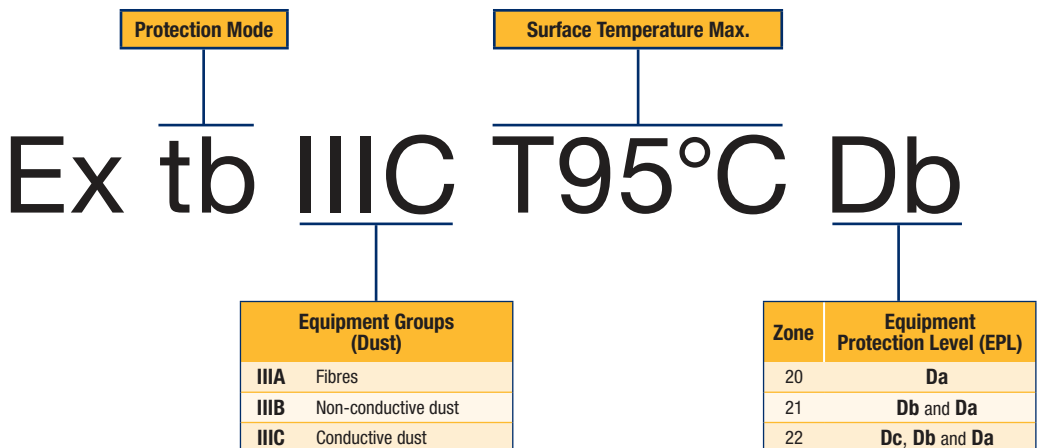 Protection Mode
Surface Temperature Max.
Ex tb IIIC T95°C Db
Equipment Groups
(Dust)
IIIA Fibres
IIIB Non-conductive dust
IIIC Conductive dust
Zone Equipment
Protection Level (EPL)
20 Da
21 Db and Da
22 Dc, Db and Da